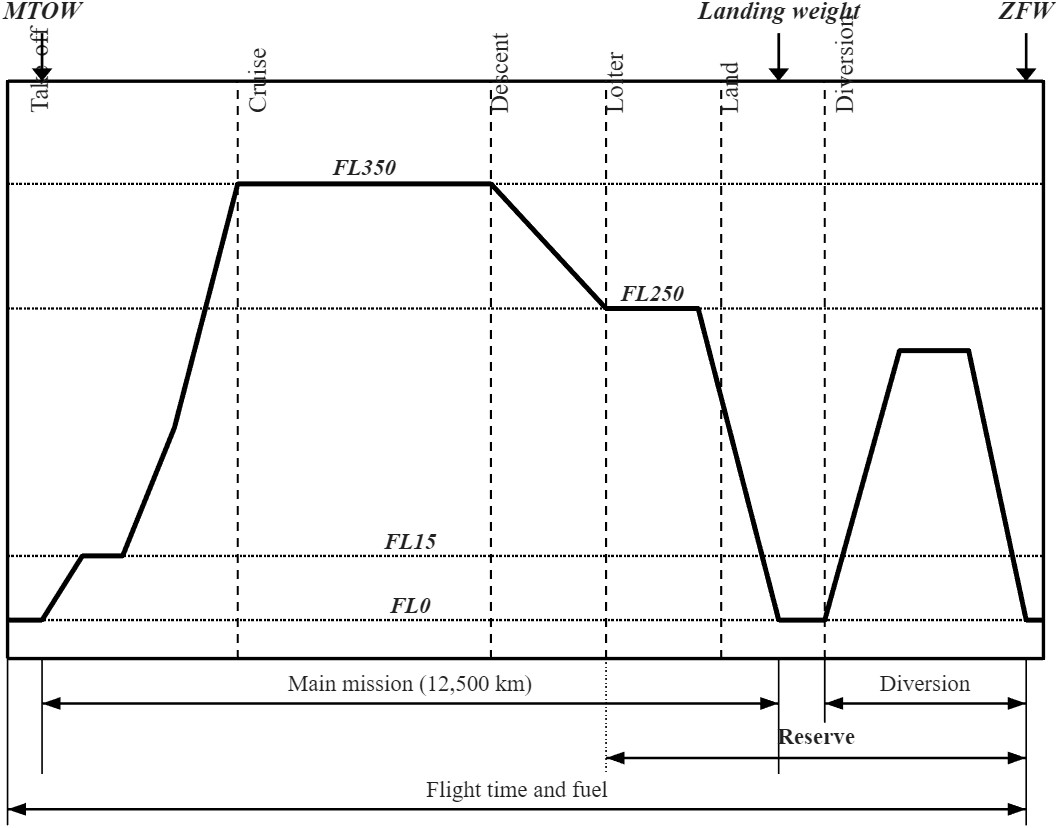 MTOW
Landing weight
ZFW
Take-off
Cruise
Descent
Loiter
Land
Diversion
FL350
FL250
FL15
FL0
Main mission (12,500 km)
Diversion
Reserve
Flight time and fuel